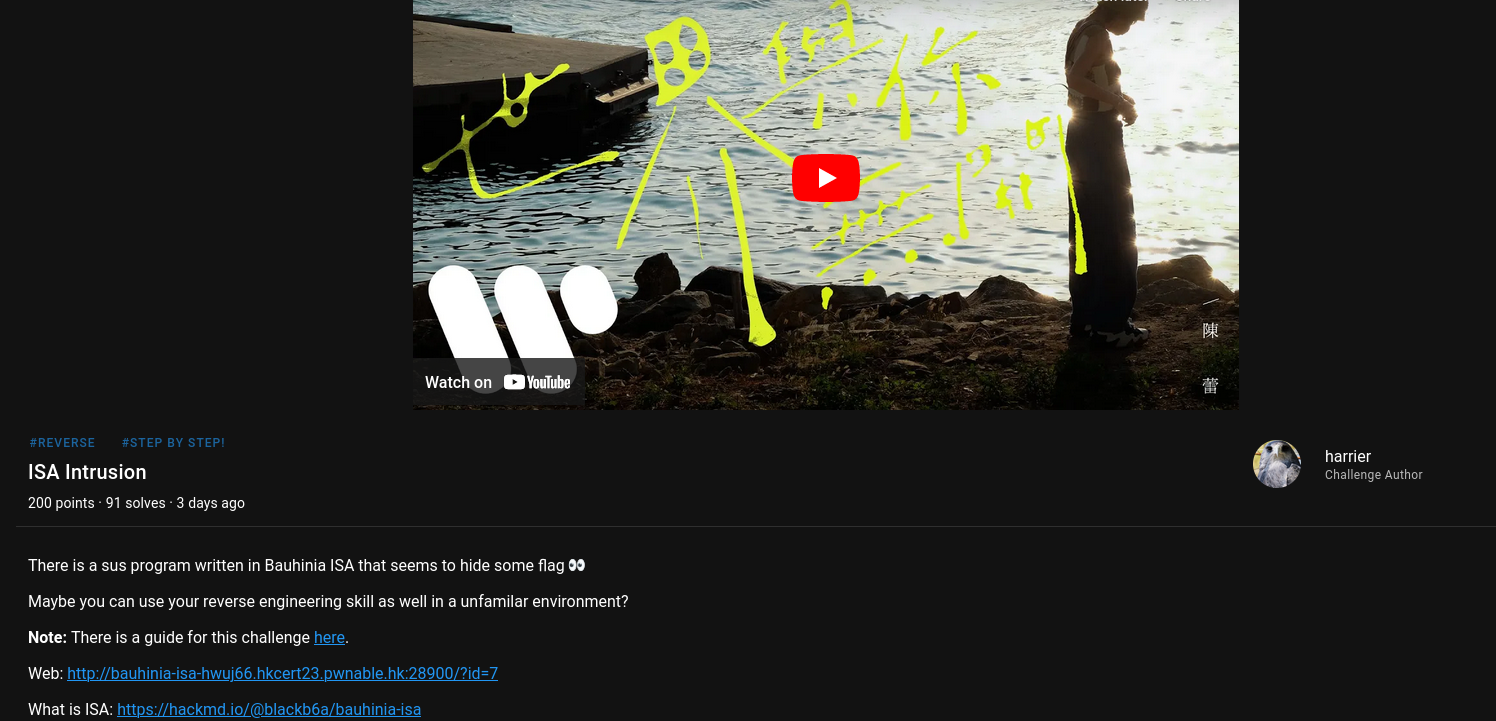 Watch on YouTube
陳
蕾
#REVERSE #STEP BY STEP!
ISA Intrusion
200 points · 91 solves · 3 days ago
harrier
Challenge Author
There is a sus program written in Bauhinia ISA that seems to hide some flag 👀
Maybe you can use your reverse engineering skill as well in a unfamilar environment?
Note: There is a guide for this challenge here.
Web: http://bauhinia-isa-hwuj66.hkcert23.pwnable.hk:28900/?id=7
What is ISA: https://hackmd.io/@blackb6a/bauhinia-isa